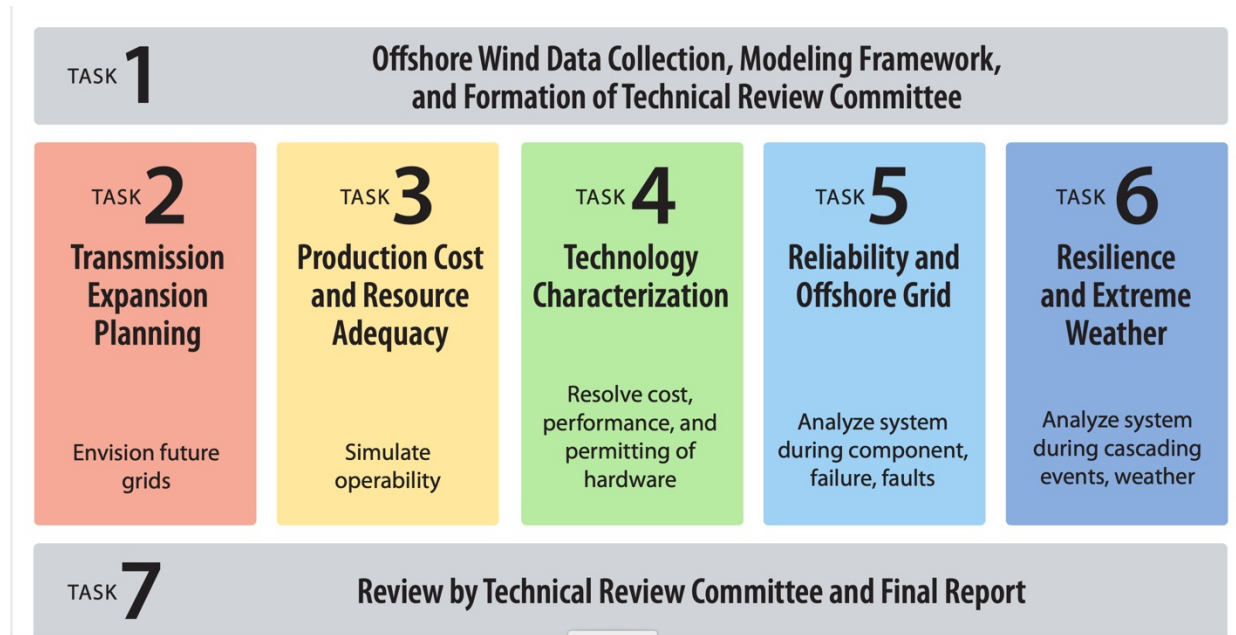 TASK 1
Offshore Wind Data Collection, Modeling Framework,
and Formation of Technical Review Committee
TASK 2
Transmission
Expansion
Planning
Envision future
grids
TASK 3
Production Cost
and Resource
Adequacy
Simulate
operability
TASK 4
Technology
Characterization
Resolve cost,
performance, and
permitting of
hardware
TASK 5
Reliability and
Offshore Grid
Analyze system
during component,
failure, faults
TASK 6
Resilience
and Extreme
Weather
Analyze system
during cascading
events, weather
TASK 7
Review by Technical Review Committee and Final Report